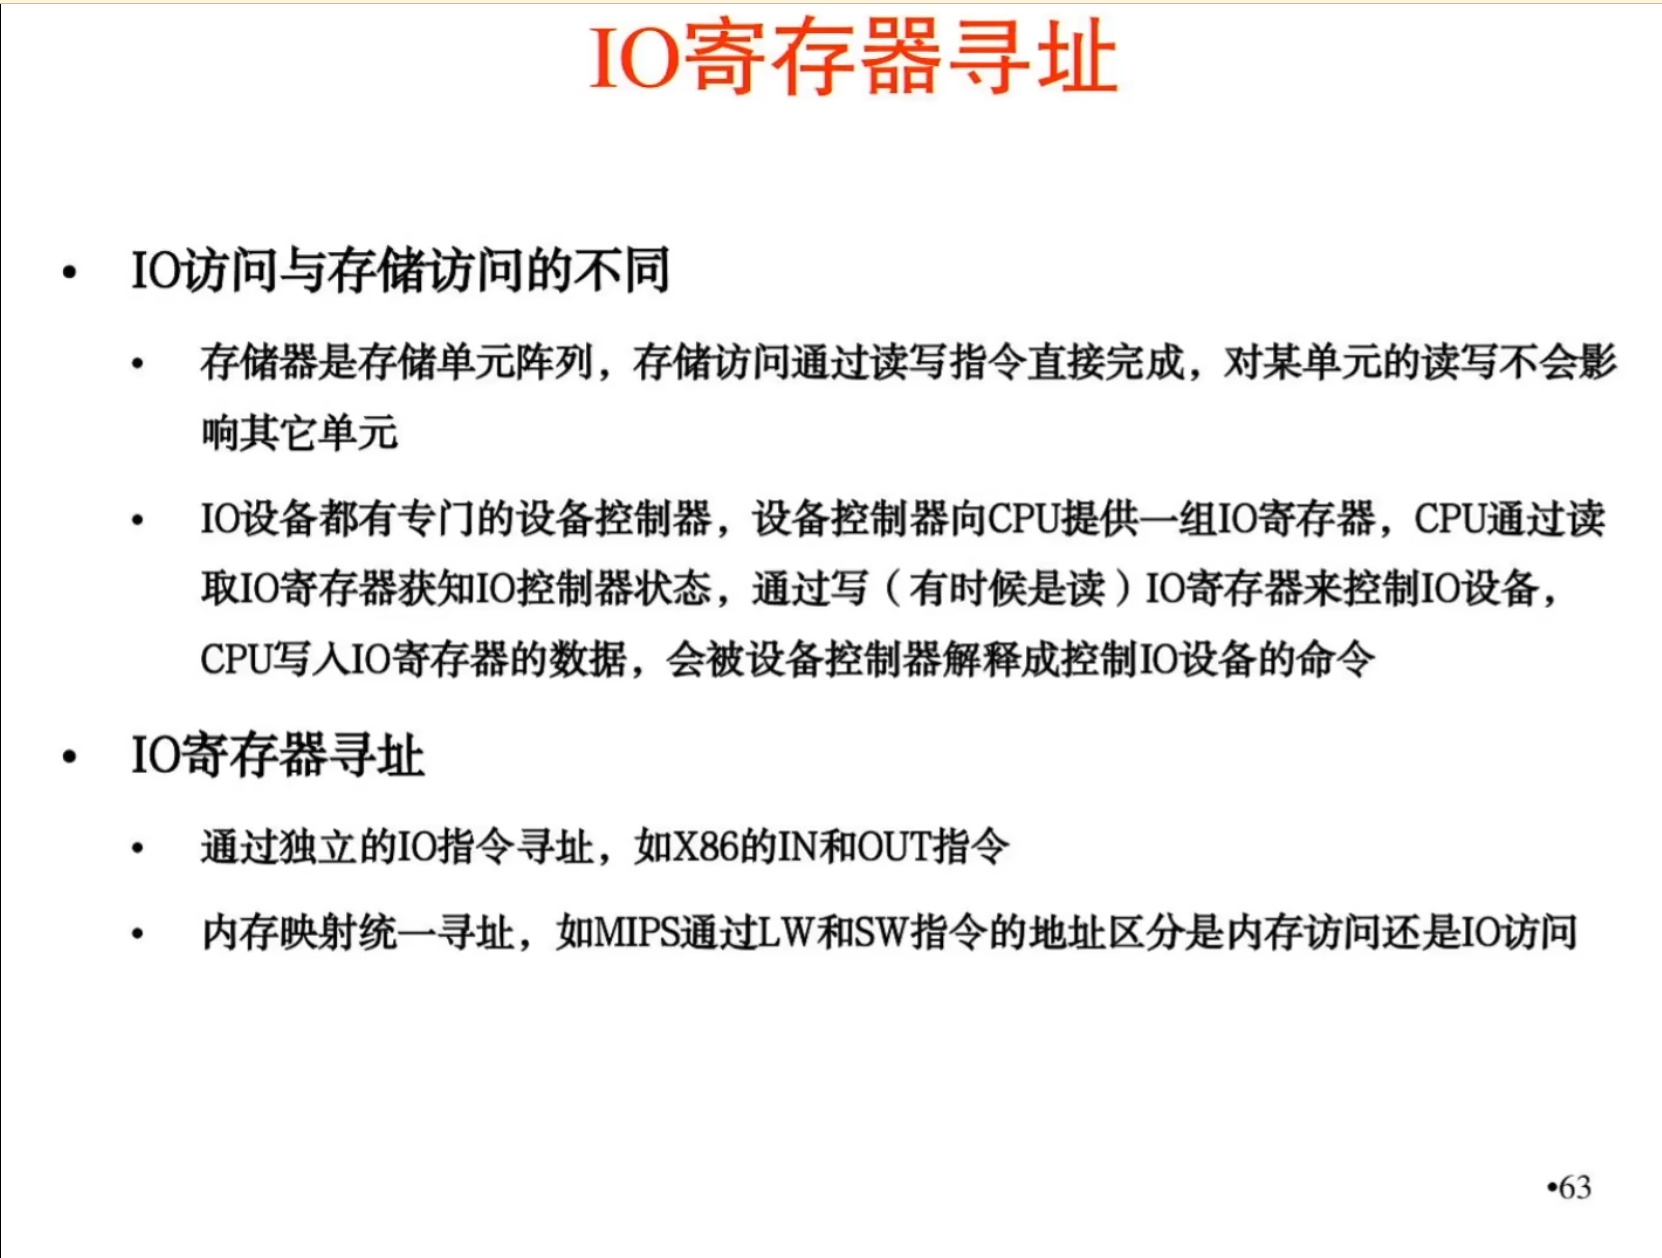 IO寄存器寻址
• IO访问与存储访问的不同
• 存储器是存储单元阵列，存储访问通过读写指令直接完成，对某单元的读写不会影
响其它单元
• IO设备都有专门的设备控制器，设备控制器向CPU提供一组IO寄存器，CPU通过读
取IO寄存器获知IO控制器状态，通过写（有时候是读）IO寄存器来控制IO设备，
CPU写入IO寄存器的数据，会被设备控制器解释成控制IO设备的命令
• IO寄存器寻址
• 通过独立的IO指令寻址，如X86的IN和OUT指令
• 内存映射统一寻址，如MIPS通过LW和SW指令的地址区分是内存访问还是IO访问
•63